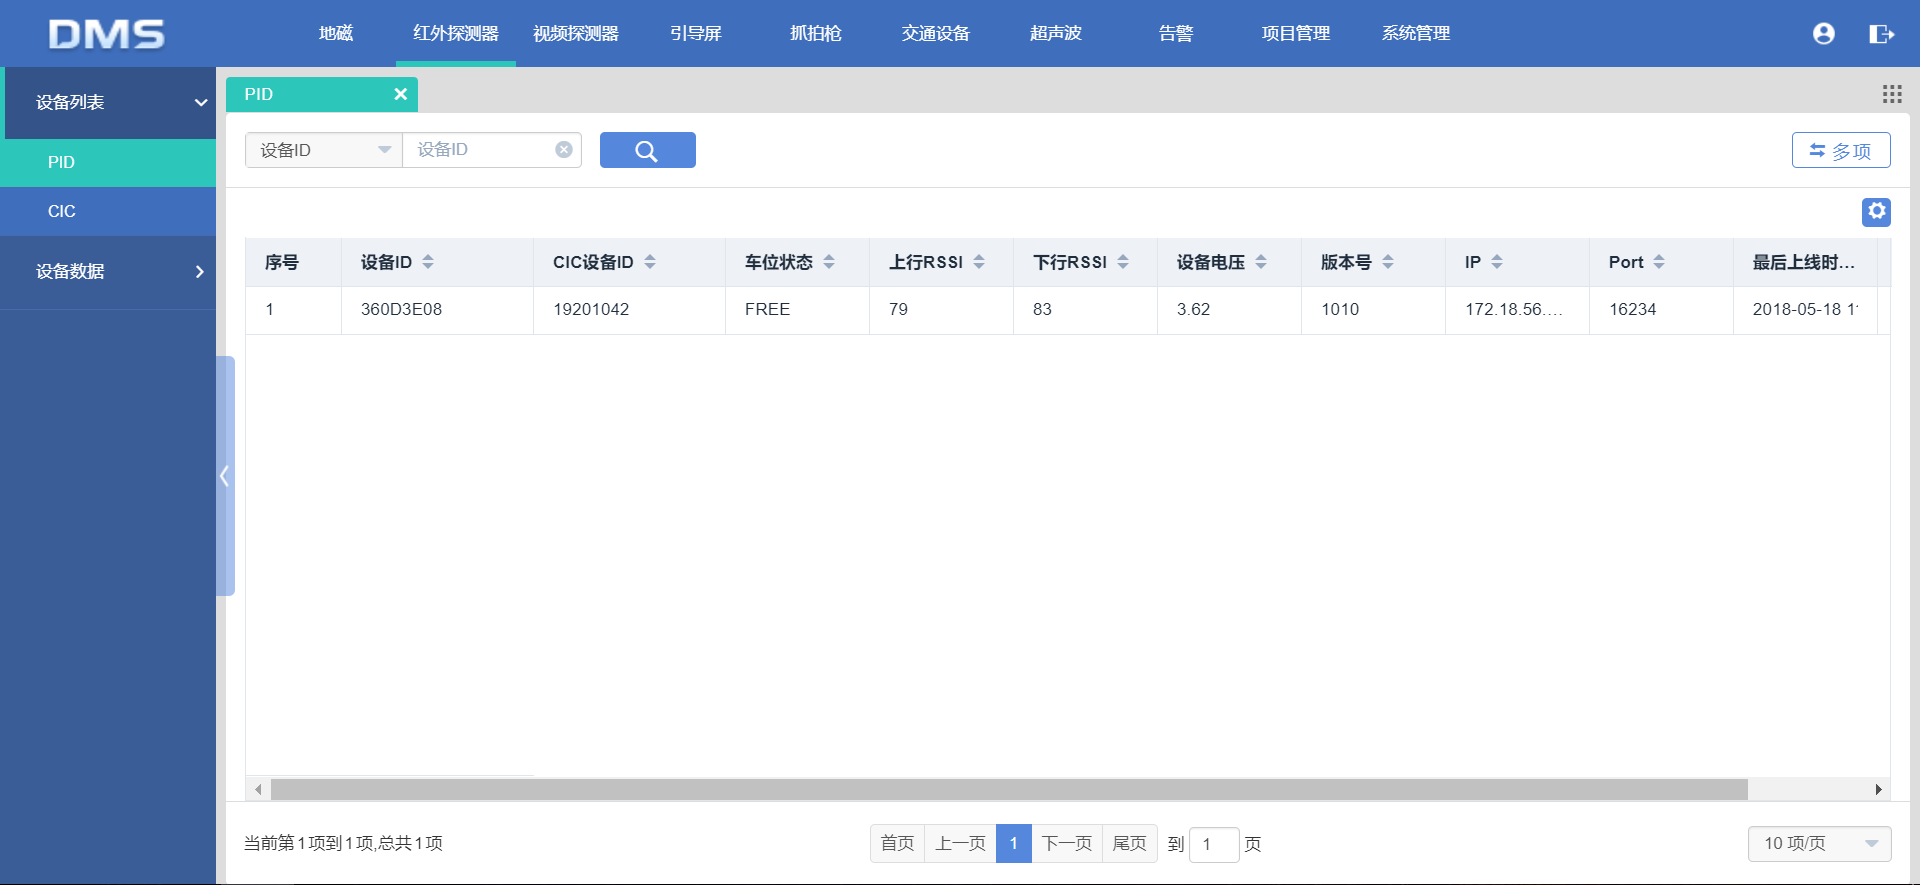 DMS 地磁 红外探测器 视频探测器 引导屏 抓拍枪 交通设备 超声波 告警 项目管理 系统管理
设备列表
PID
CIC
设备数据
PID
设备ID 设备ID 多项
序号 设备ID CIC设备ID 车位状态 上行RSSI 下行RSSI 设备电压 版本号 IP Port 最后上线时...
1 360D3E08 19201042 FREE 79 83 3.62 1010 172.18.56.... 16234 2018-05-18 1
当前第1项到1项,总共1项 首页 上一页 1 下一页 尾页 到 1 页 10 项/页